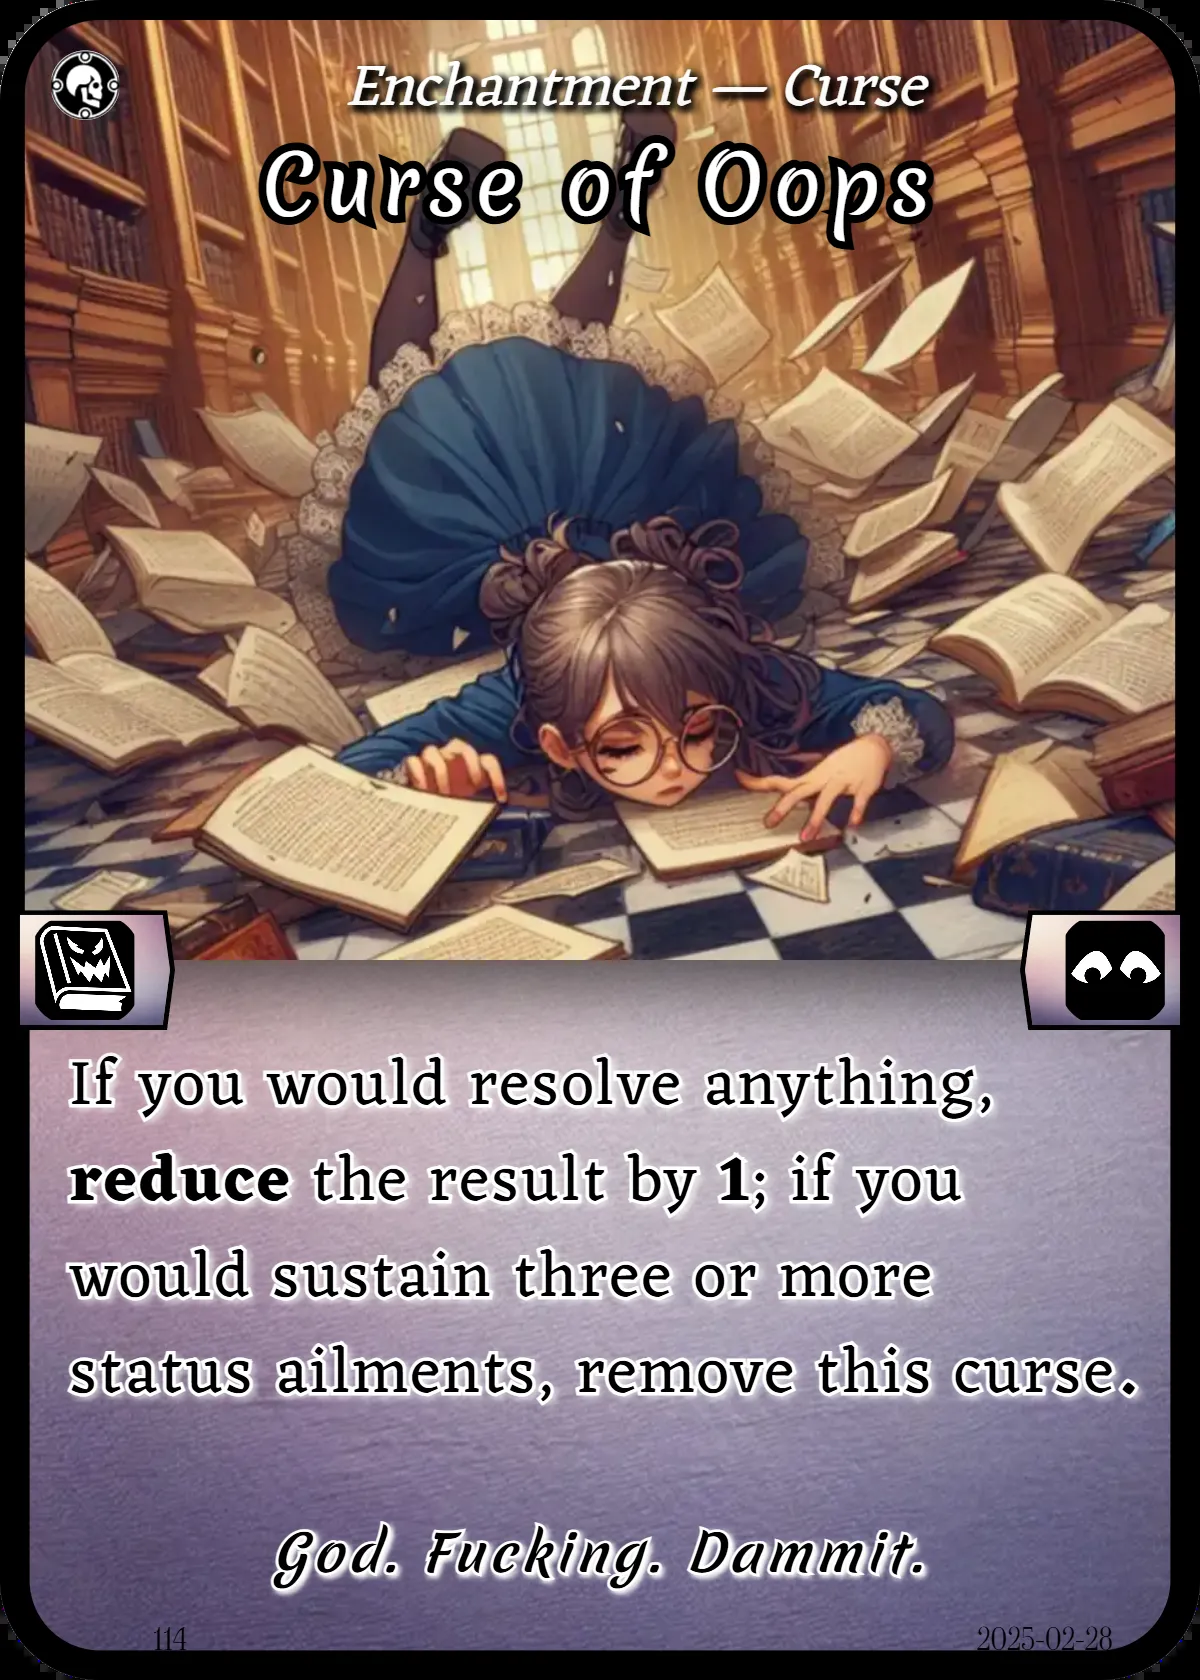 Enchantment — Curse
Curse of Oops
If you would resolve anything,
reduce the result by 1; if you
would sustain three or more
status ailments, remove this curse.
God. Fucking. Dammit.
114
2025-02-28